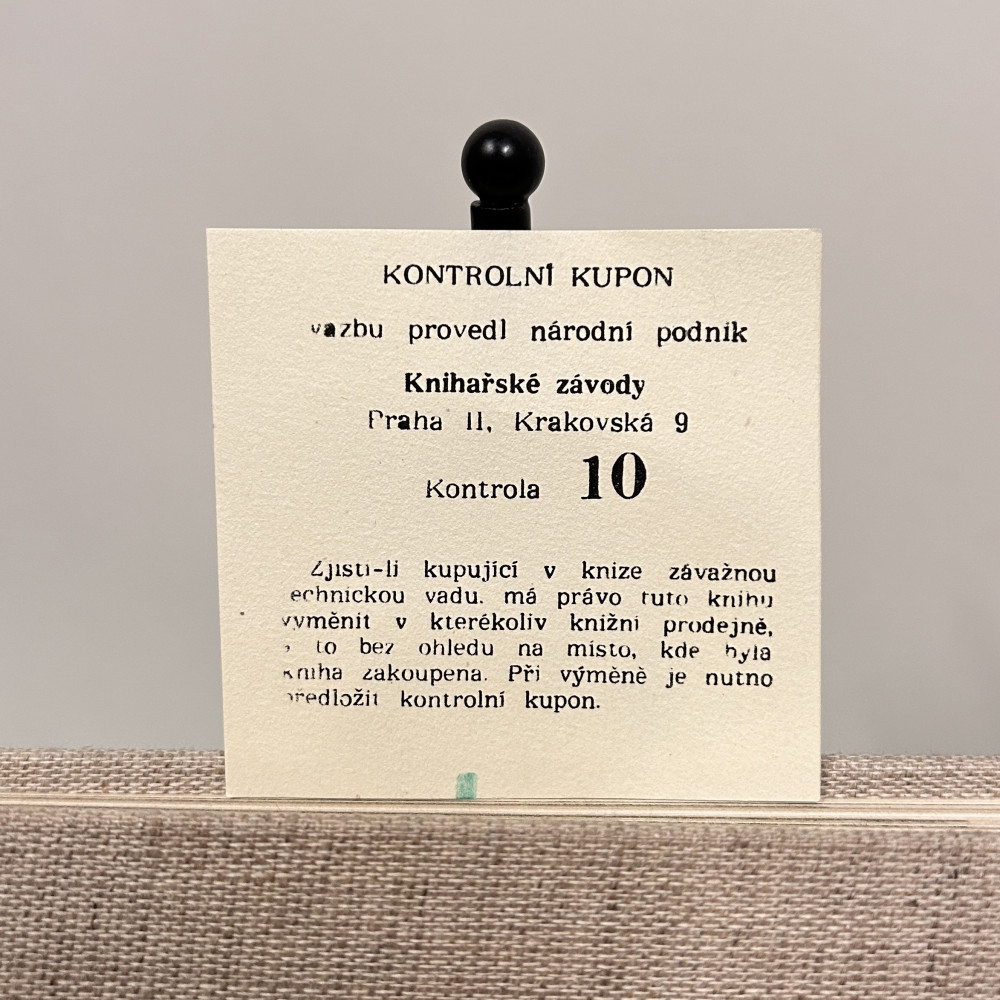 KONTROLNÍ KUPON
vazbu provedl národní podnik
Knihařské závody
Praha II, Krakovská 9
Kontrola 10
Zjistí-li kupující v knize závažnou
technickou vadu. má právo tuto knihu
vyměnit v kterékoliv knižní prodejně,
a to bez ohledu na místo, kde byla
kniha zakoupena. Při výměně je nutno
předložit kontrolní kupon.